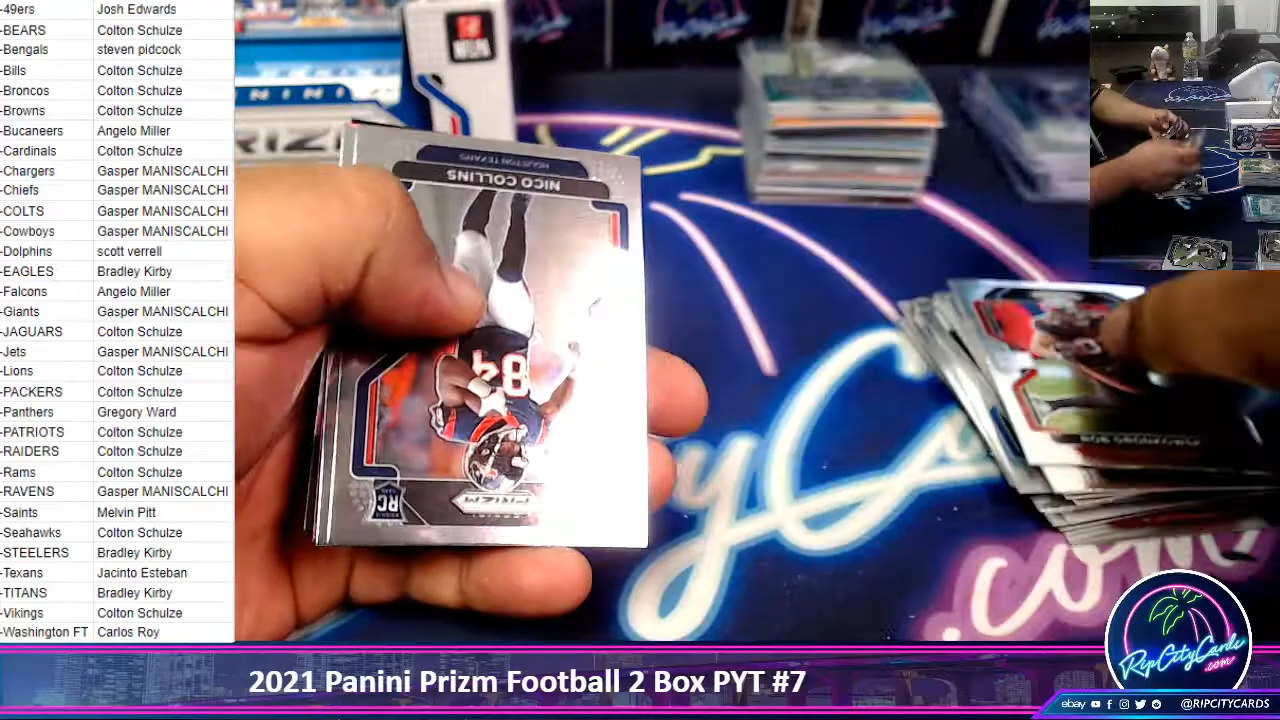 -49ers Josh Edwards
-BEARS Colton Schulze
-Bengals steven pidcock
-Bills Colton Schulze
-Broncos Colton Schulze
-Browns Colton Schulze
-Bucaneers Angelo Miller
-Cardinals Colton Schulze
-Chargers Gasper MANISCALCHI
-Chiefs Gasper MANISCALCHI
-COLTS Gasper MANISCALCHI
-Cowboys Gasper MANISCALCHI
-Dolphins scott verrell
-EAGLES Bradley Kirby
-Falcons Angelo Miller
-Giants Gasper MANISCALCHI
-JAGUARS Colton Schulze
-Jets Gasper MANISCALCHI
-Lions Colton Schulze
-PACKERS Colton Schulze
-Panthers Gregory Ward
-PATRIOTS Colton Schulze
-RAIDERS Colton Schulze
-Rams Colton Schulze
-RAVENS Gasper MANISCALCHI
-Saints Melvin Pitt
-Seahawks Colton Schulze
-STEELERS Bradley Kirby
-Texans Jacinto Esteban
-TITANS Bradley Kirby
-Vikings Colton Schulze
-Washington FT Carlos Roy
HOUSTON TEXANS
NICO COLLINS
84
RC
PRIZM
.com
RipCityCards
.com
2021 Panini Prizm Football 2 Box PYT #7
ebay @RIPCITYCARDS